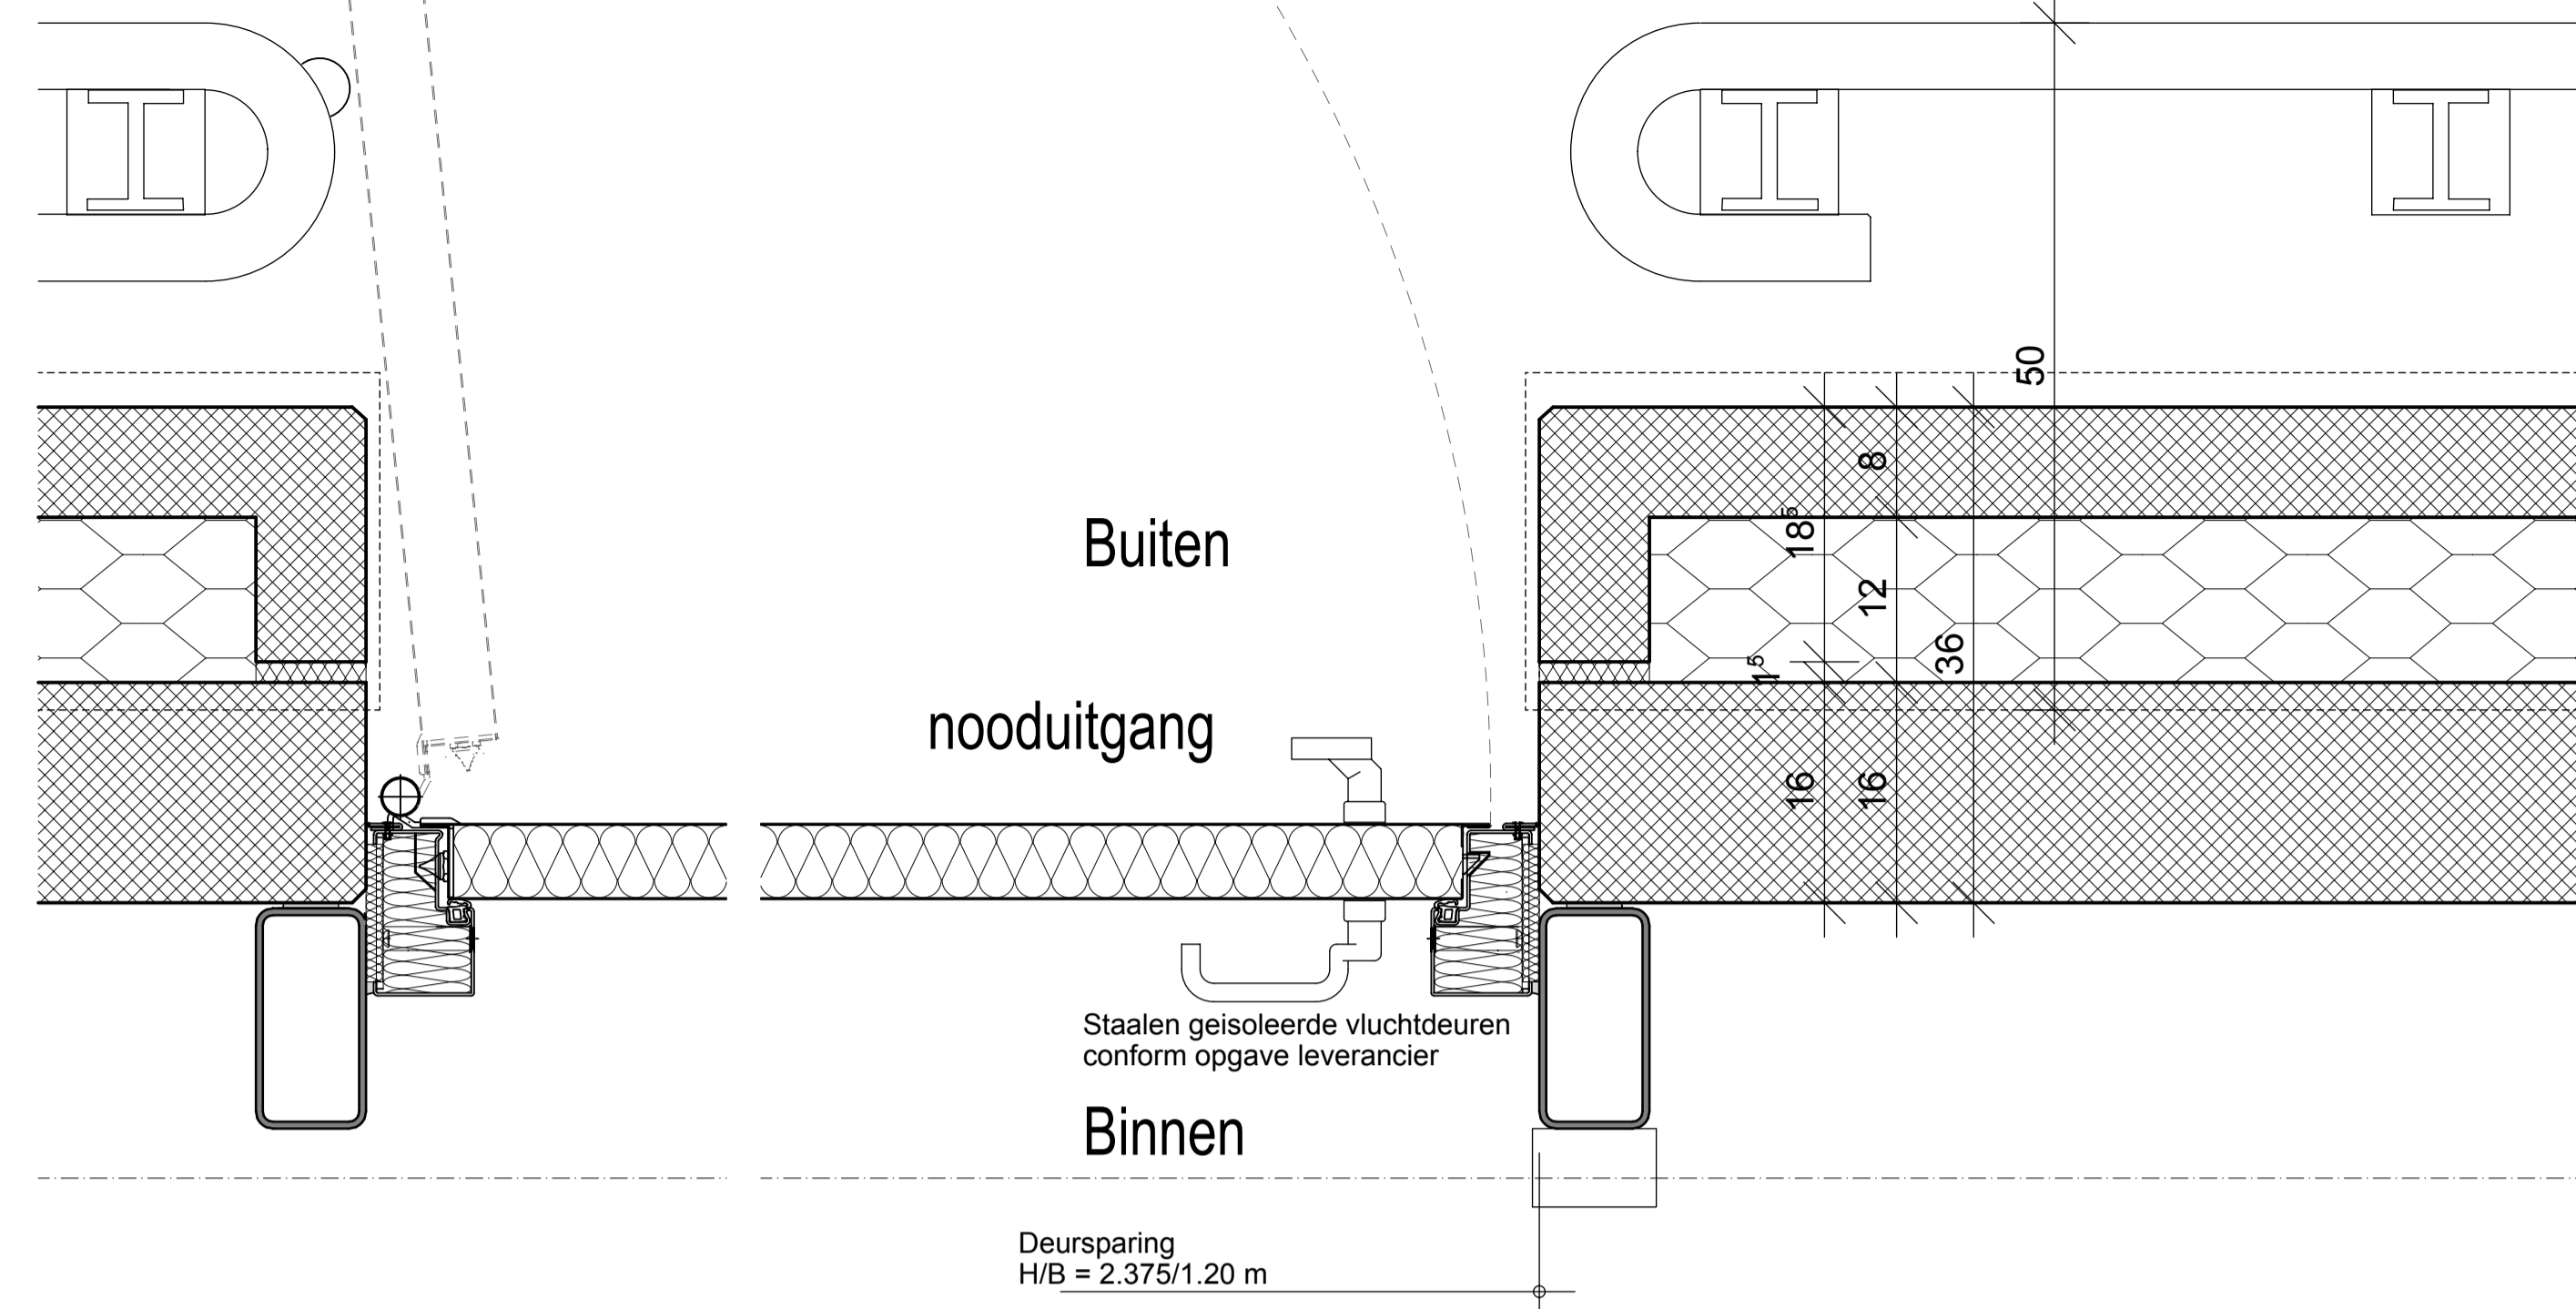 50
8
18⁵
12
36
1⁵
16
16
Buiten
nooduitgang
Staalen geisoleerde vluchtdeuren
conform opgave leverancier
Binnen
Deursparing
H/B = 2.375/1.20 m